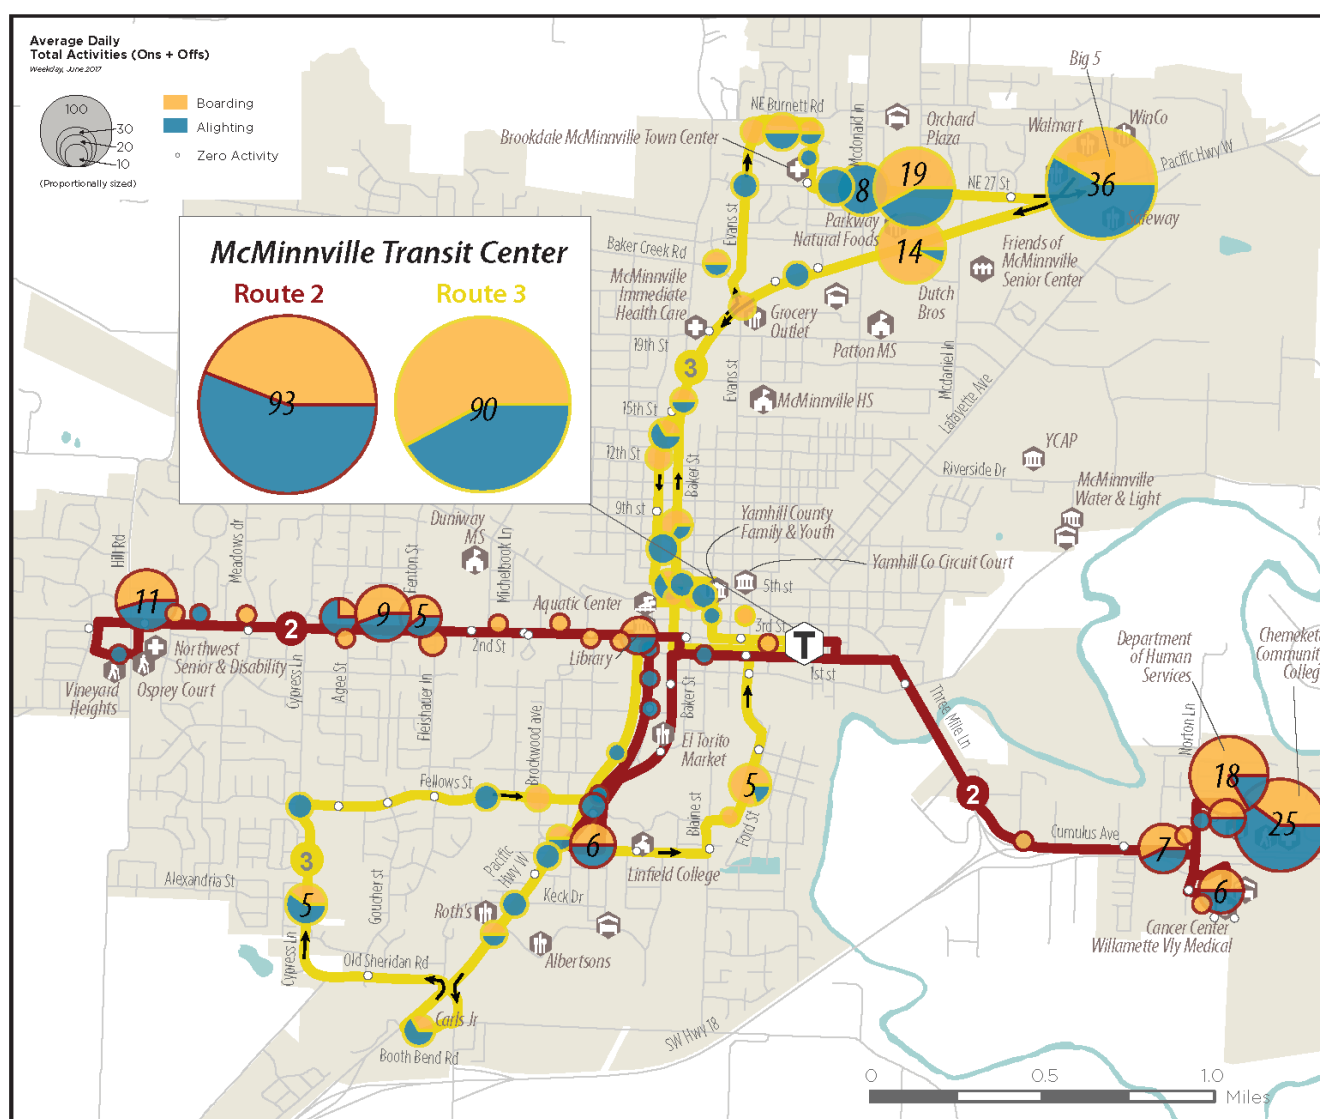 Average Daily
Total Activities (Ons + Offs)
Weekday, June 2017
100
30
20
10
(Proportionally sized)
Boarding
Alighting
Zero Activity
McMinnville Transit Center
Route 2
Route 3
93
90
Big 5
NE Burnett Rd
Brookdale McMinnville Town Center
Mcdonald ln
Orchard
Plaza
Walmart
WinCo
Pacific Hwy W
8
19
NE 27 St
36
Safeway
Evans st
Parkway
Natural Foods
14
Friends of
McMinnville
Senior Center
Baker Creek Rd
McMinnville
Immediate
Health Care
Grocery
Outlet
Dutch
Bros
Patton MS
19th St
3
Evans st
McMinnville HS
Mcdaniel ln
Lafayette Ave
15th St
12th St
Baker St
9th st
YCAP
Riverside Dr
McMinnville
Water & Light
Yamhill County
Family & Youth
Yamhill Co Circuit Court
5th st
3rd St
Duniway
MS
Hill Rd
Meadows dr
Fenton St
Michelbook Ln
Aquatic Center
11
9
5
2
2nd St
Library
T
1st st
Northwest
Senior & Disability
Vineyard
Heights
Osprey Court
Cypress Ln
Agee St
Fleishauer ln
Brockwood ave
Baker St
El Torito
Market
Three Mile Ln
Department
of Human
Services
Chemeket
Communit
Colleg
Norton Ln
18
25
2
Cumulus Ave
7
6
Cancer Center
Willamette Vly Medical
Fellows St
5
Blaine st
Ford St
6
Linfield College
Pacific
Hwy W
Keck Dr
3
Alexandria St
5
Goucher st
Roth's
Albertsons
Cypress Ln
Old Sheridan Rd
Carls Jr
Booth Bend Rd
SW Hwy 18
0
0.5
1.0
Miles